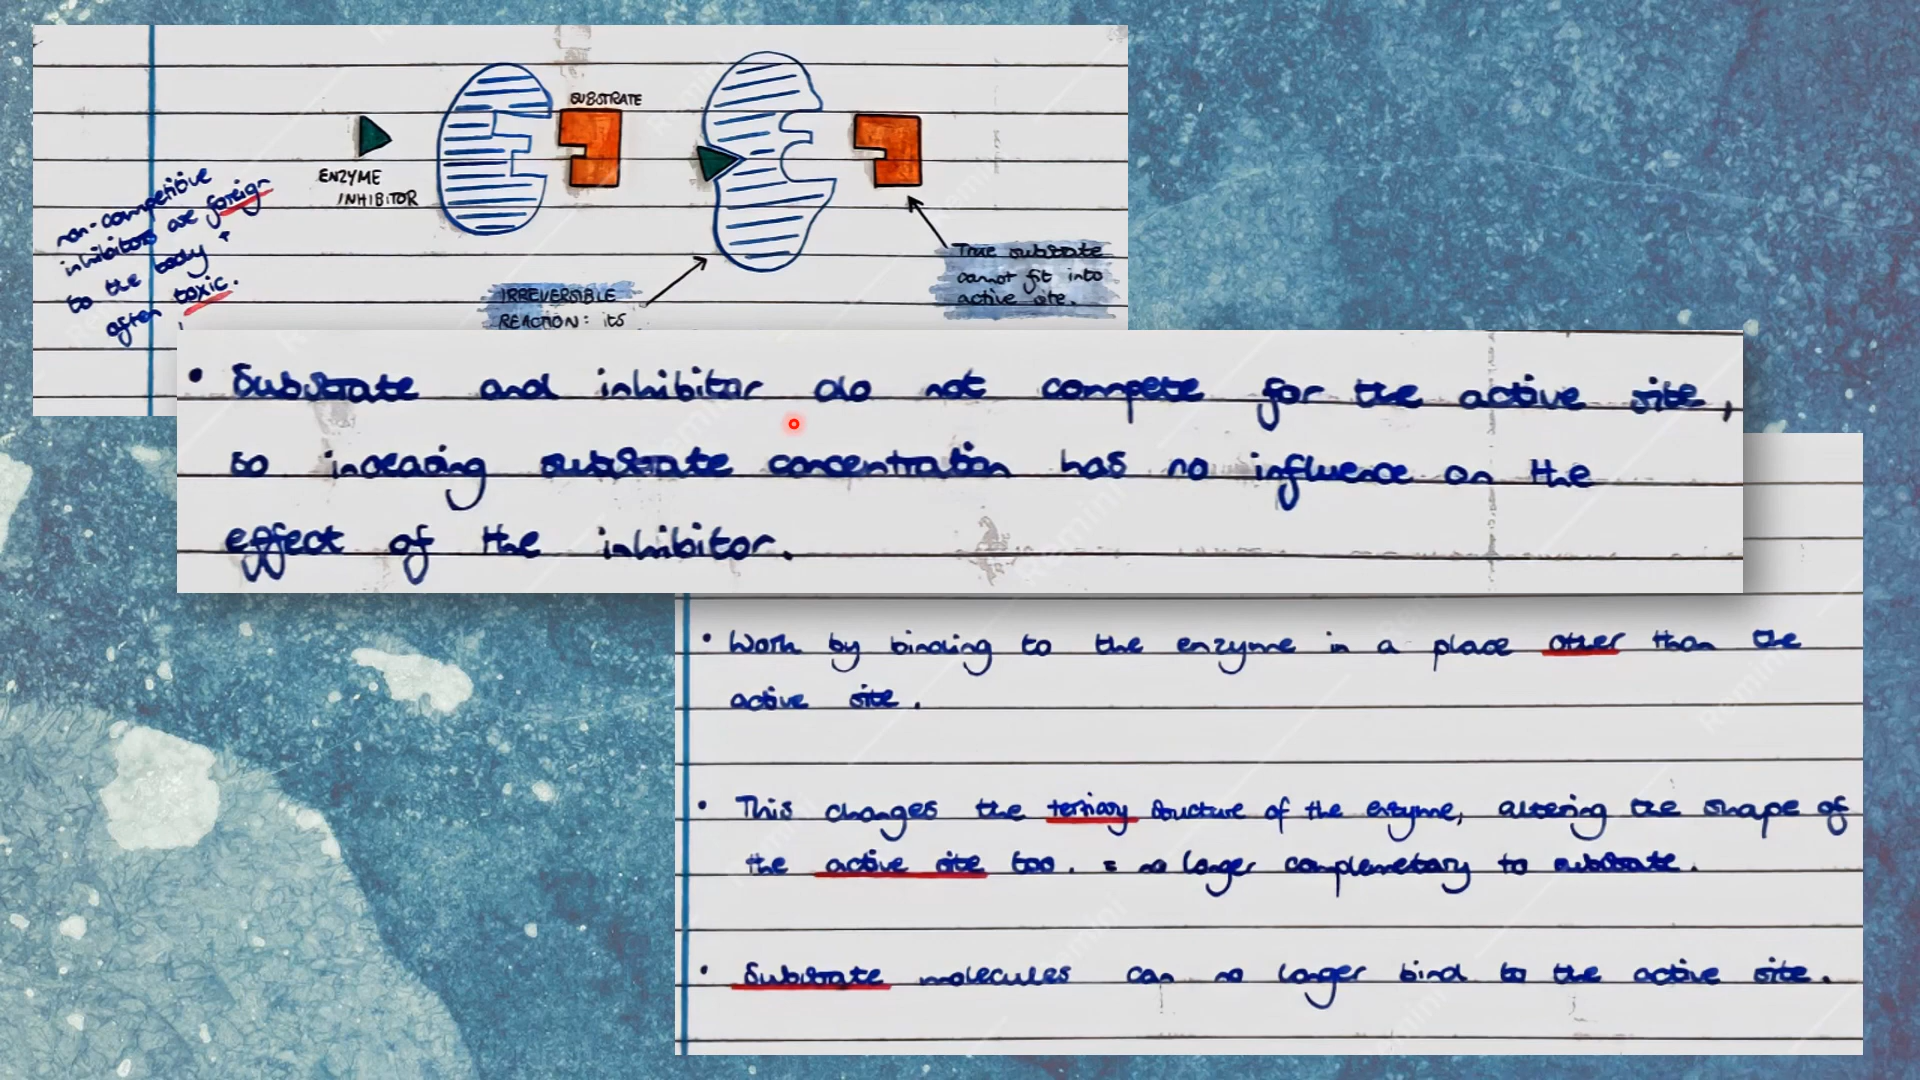 SUBSTRATE
ENZYME
INHIBITOR
non-competitive
inhibitors are foreign
to the body +
often toxic.
IRREVERSIBLE
REACTION: its
True substrate
cannot fit into
active site.
• Substrate and inhibitor do not compete for the active site,
so increasing substrate concentration has no influence on the
effect of the inhibitor.
• Work by binding to the enzyme in a place other than the
active site.
• This changes the tertiary structure of the enzyme, altering the shape of
the active site too. = no longer complementary to substrate.
• Substrate molecules can no longer bind to the active site.
Remini